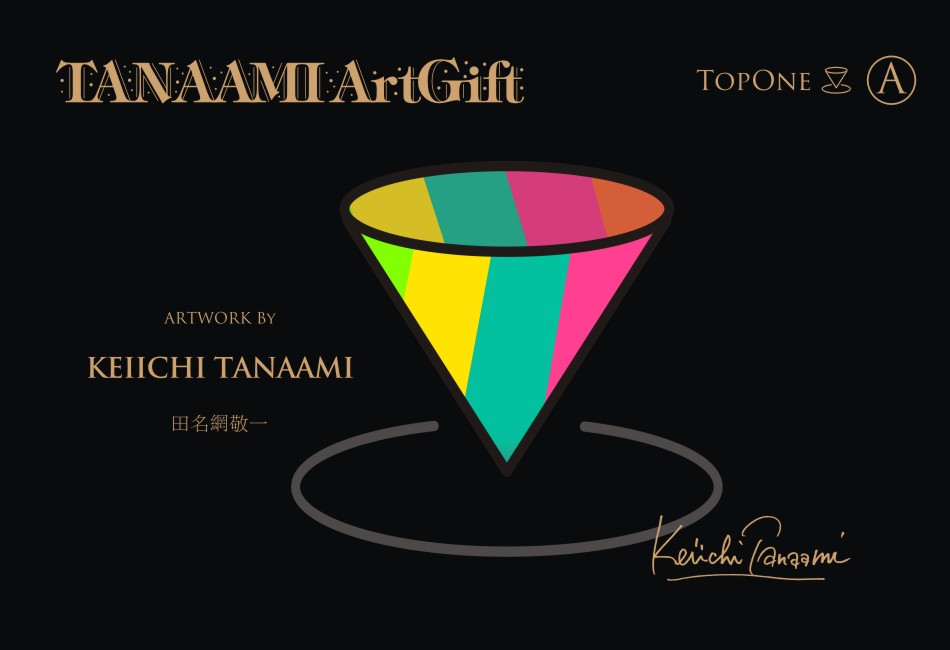 TANAAMI ArtGift
TOPONE A
ARTWORK BY
KEIICHI TANAAMI
田名網敬一
Keiichi Tanaami